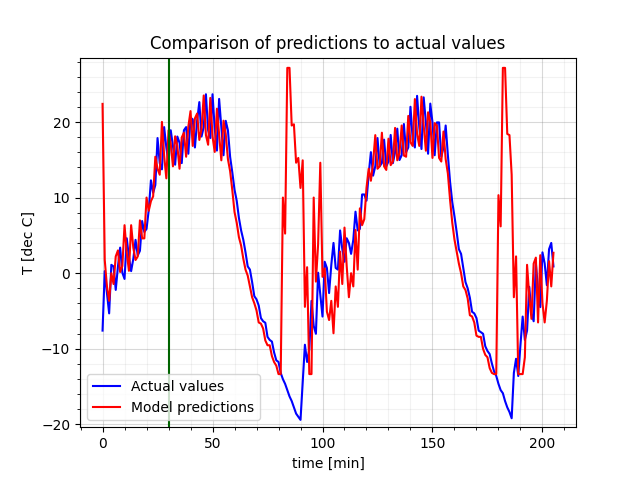 Comparison of predictions to actual values
T [dec C]
20
10
0
−10
−20
Actual values
Model predictions
0
50
100
150
200
time [min]